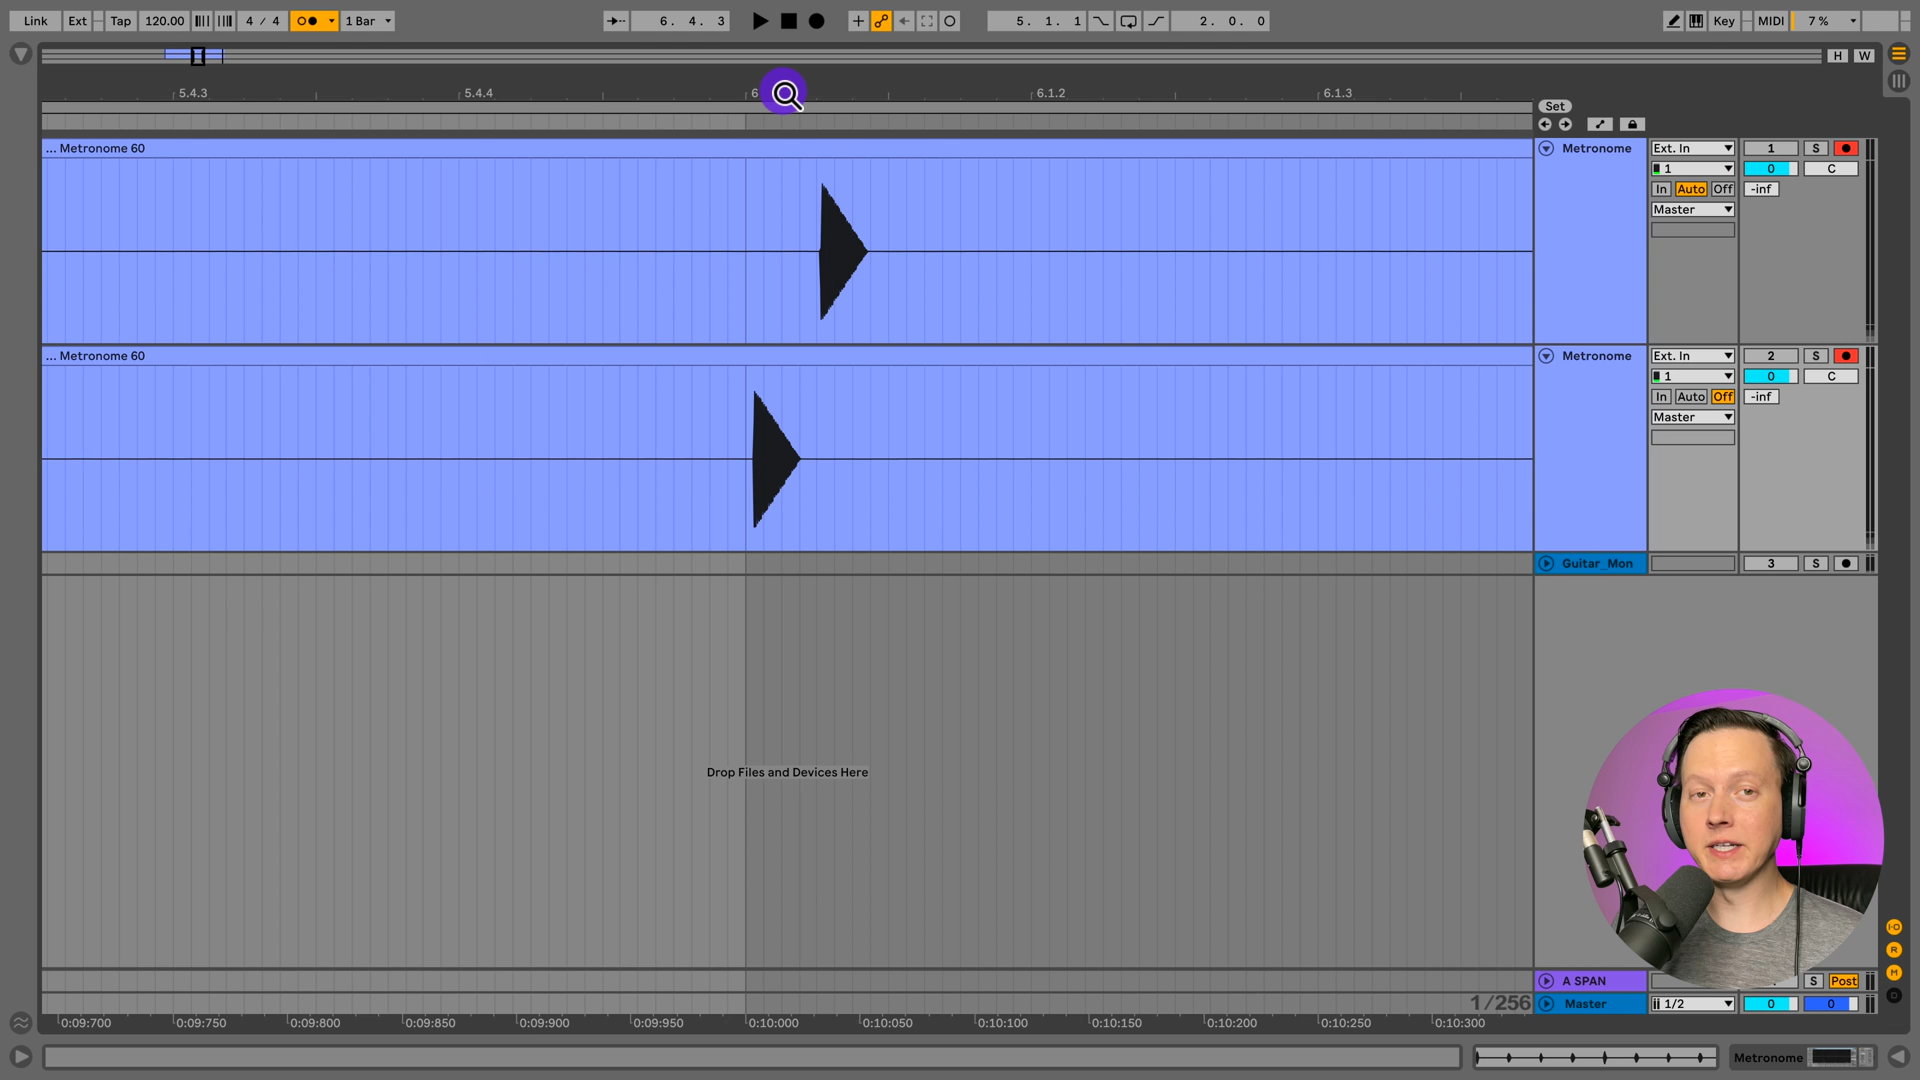 Link Ext Tap 120.00 4 / 4 1 Bar 6. 4. 3 5. 1. 1 2. 0. 0 Key MIDI 7 %
H W
5.4.3 5.4.4 6 6.1.2 6.1.3
Set
... Metronome 60
Metronome Ext. In 1 S
1 0 C
In Auto Off -inf
Master
... Metronome 60
Metronome Ext. In 2 S
1 0 C
In Auto Off -inf
Master
Guitar_Mon 3 S
Drop Files and Devices Here
I·O
R
M
D
A SPAN S Post
1/256 Master 1/2 0 0
0:09:700 0:09:750 0:09:800 0:09:850 0:09:900 0:09:950 0:10:000 0:10:050 0:10:100 0:10:150 0:10:200 0:10:250 0:10:300
Metronome